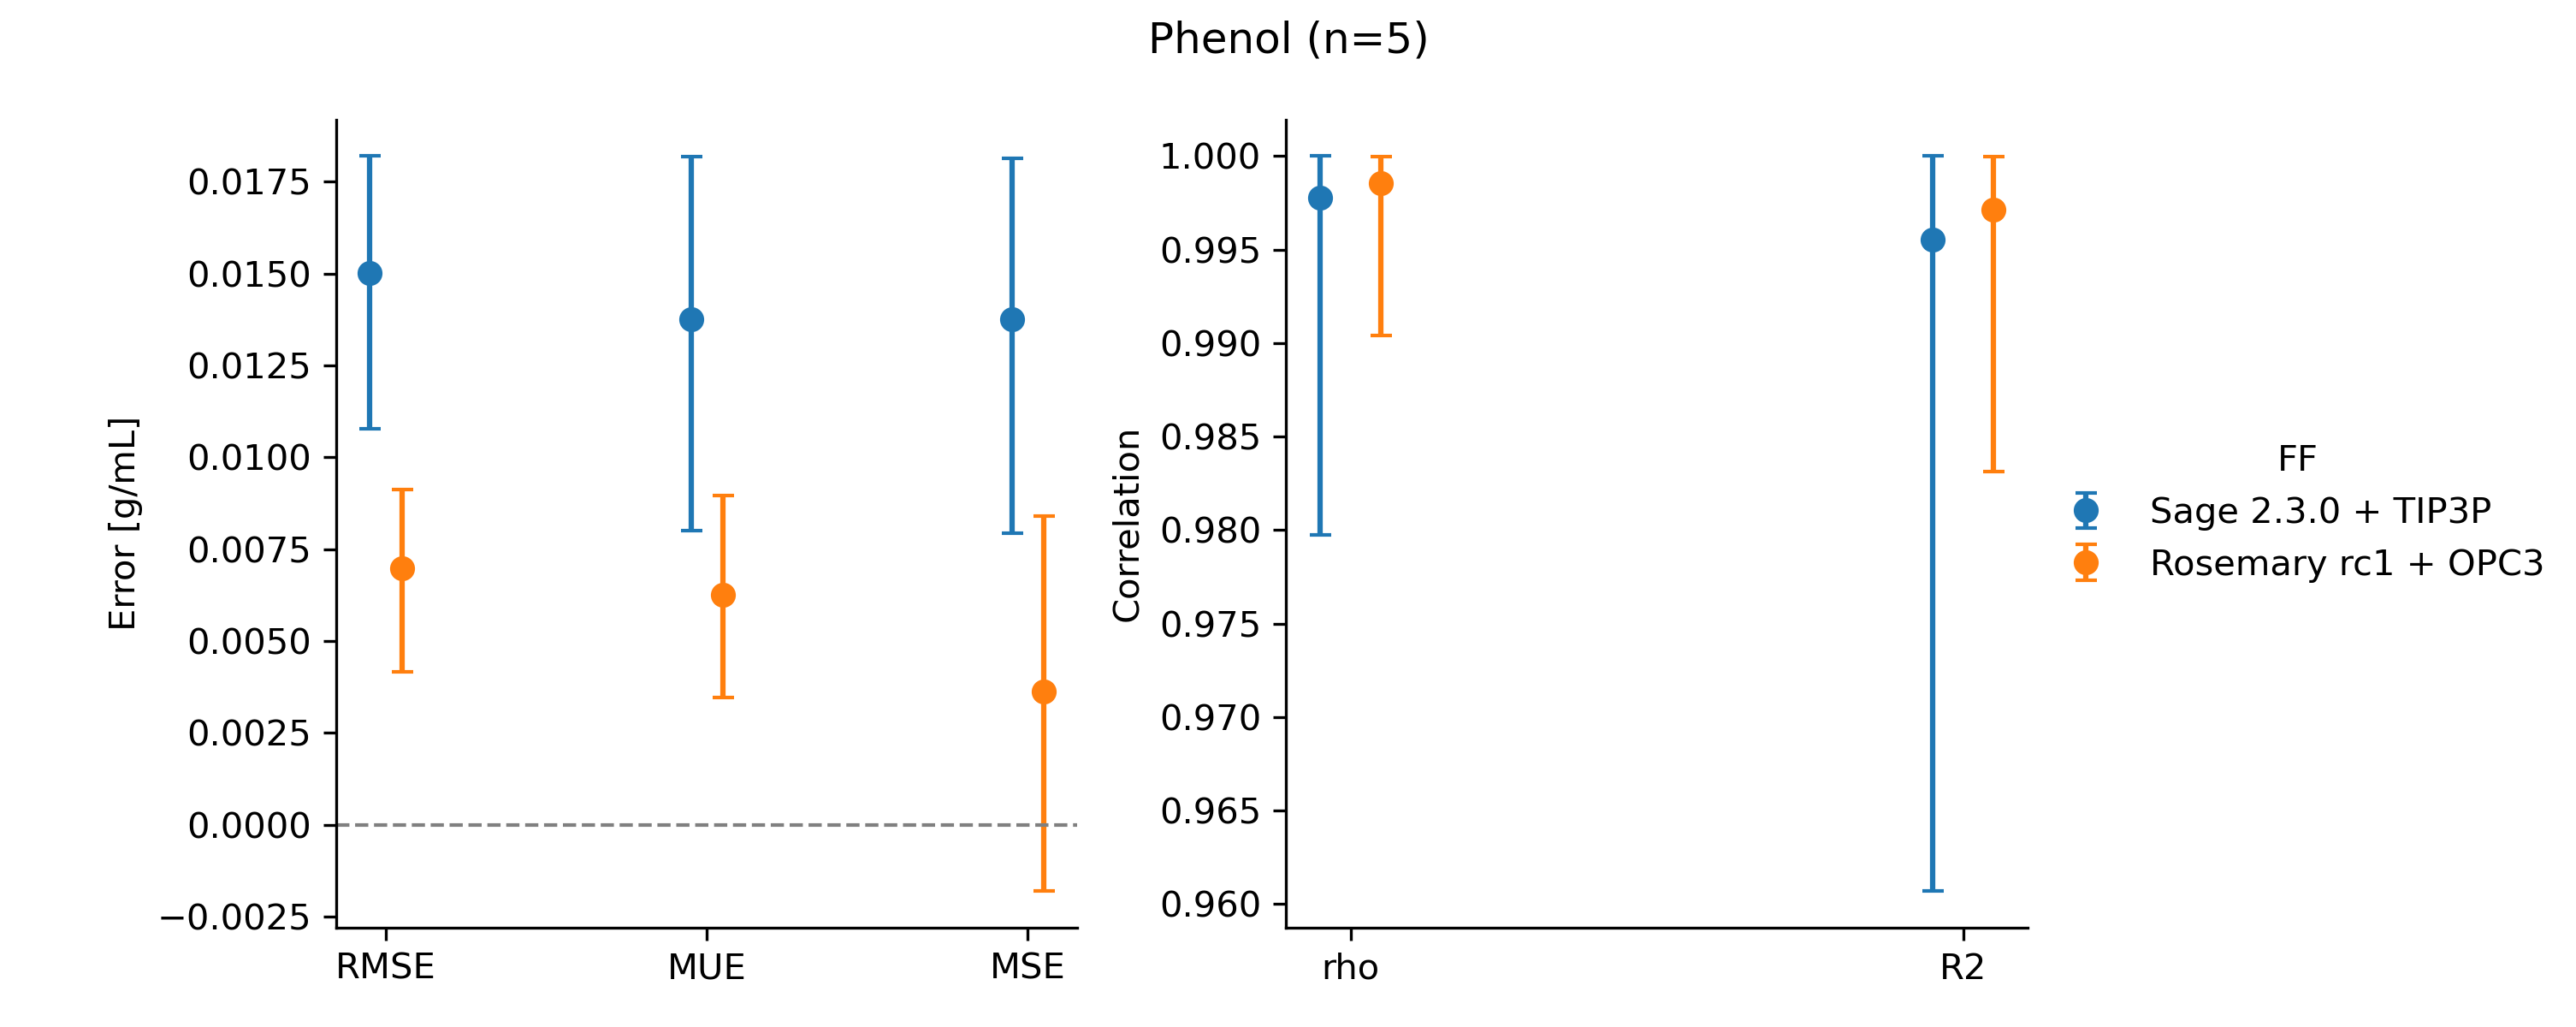 Phenol (n=5)
Error [g/mL]
0.0175
0.0150
0.0125
0.0100
0.0075
0.0050
0.0025
0.0000
−0.0025
RMSE MUE MSE
Correlation
1.000
0.995
0.990
0.985
0.980
0.975
0.970
0.965
0.960
rho R2
FF
Sage 2.3.0 + TIP3P
Rosemary rc1 + OPC3